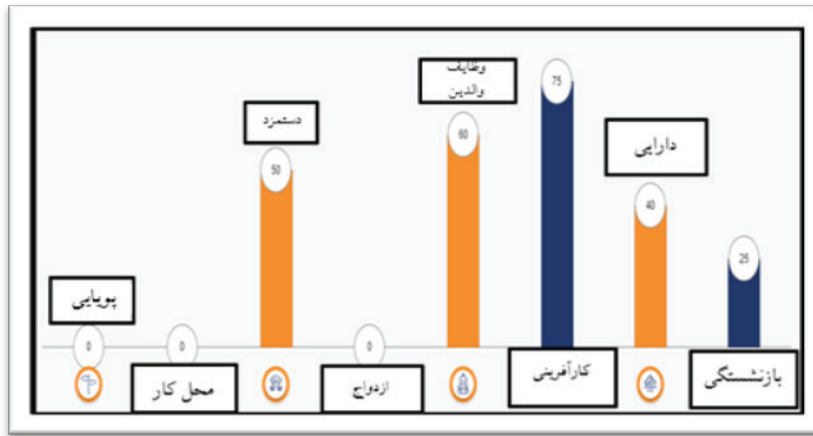 وظایف
والدین
75
60
دستمزد
دارایی
50
40
25
پویایی
0
0
0
محل کار
ازدواج
کارآفرینی
بازنشستگی